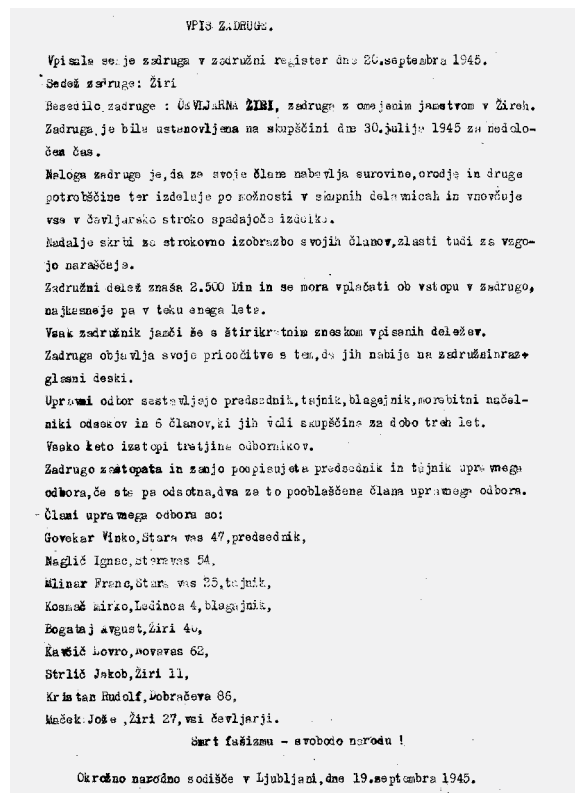 VPIS ZADRUGE.
Vpisala se je zadruga v zadružni register dne 20.septembra 1945.
Sedež zadruge: Žiri
Besedilo zadruge : ČEVLJARNA ŽIRI, zadruga z omejenim jamstvom v Žireh.
Zadruga je bila ustanovljena na skupščini dne 30.julija 1945 za nedolo-
čen čas.
Naloga zadruge je,da za svoje člane nabavlja surovine,orodje in druge
potrebščine ter izdeluje po možnosti v skupnih delavnicah in vnovčuje
vse v čevljarsko stroko spadajoče izdelke.
Nadalje skrbi za strokovno izobrazbo svojih članov,zlasti tudi za vzgo-
jo naraščaja.
Zadružni delež znaša 2.500 Din in se mora vplačati ob vstopu v zadrugo,
najkasneje pa v teku enega leta.
Vsak zadružnik jamči še s štirikratnim zneskom vpisanih deležev.
Zadruga objavlja svoje priobčitve s tem,da jih nabije na zadružni raz+
glasni deski.
Upravni odbor sestavljajo predsednik,tajnik,blagajnik,morebitni načel-
niki odsekov in 6 članov,ki jih voli skupščina za dobo treh let.
Vsako leto izstopi tretjina odbornikov.
Zadrugo zastopata in zanjo podpisujeta predsednik in tajnik upravnega
odbora,če sta pa odsotna,dva za to pooblaščena člana upravnega odbora.
Člani upravnega odbora so:
Govekar Vinko,Stara vas 47,predsednik,
Naglič Ignac,stara vas 54,
Mlinar Franc,Stara vas 25,tajnik,
Kosmač Mirko,Ledinca 4,blagajnik,
Bogataj Avgust,Žiri 40,
Kavčič Lovro,Novavas 62,
Strlič Jakob,Žiri 11,
Kristan Rudolf,Dobračeva 86,
Maček Jože ,Žiri 27,vsi čevljarji.
Smrt fašizmu - svobodo narodu !
Okrožno narodno sodišče v Ljubljani,dne 19.septembra 1945.